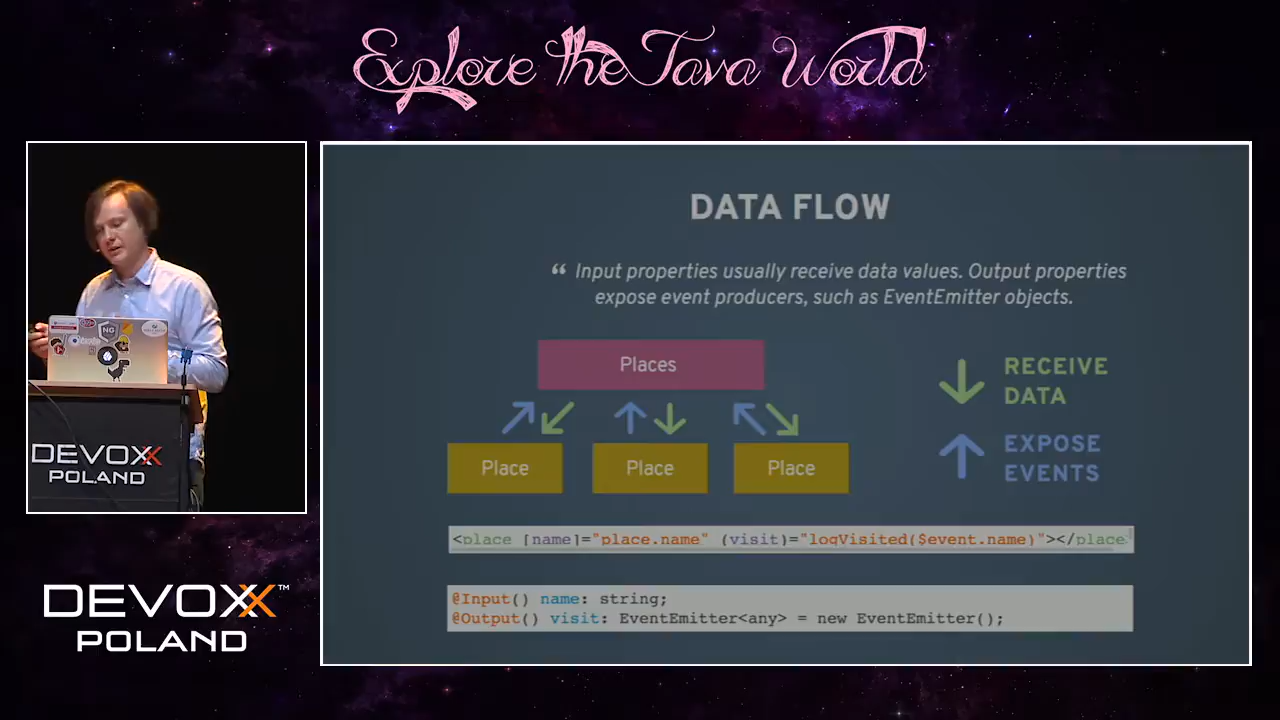 Explore the Java World
DATA FLOW
“ Input properties usually receive data values. Output properties
expose event producers, such as EventEmitter objects.
Places
Place
Place
Place
RECEIVE
DATA
EXPOSE
EVENTS
<place [name]="place.name" (visit)="logVisited($event.name)"></place>
@Input() name: string;
@Output() visit: EventEmitter<any> = new EventEmitter();
NG
DEVOXX
POLAND
DEVOXX™
POLAND